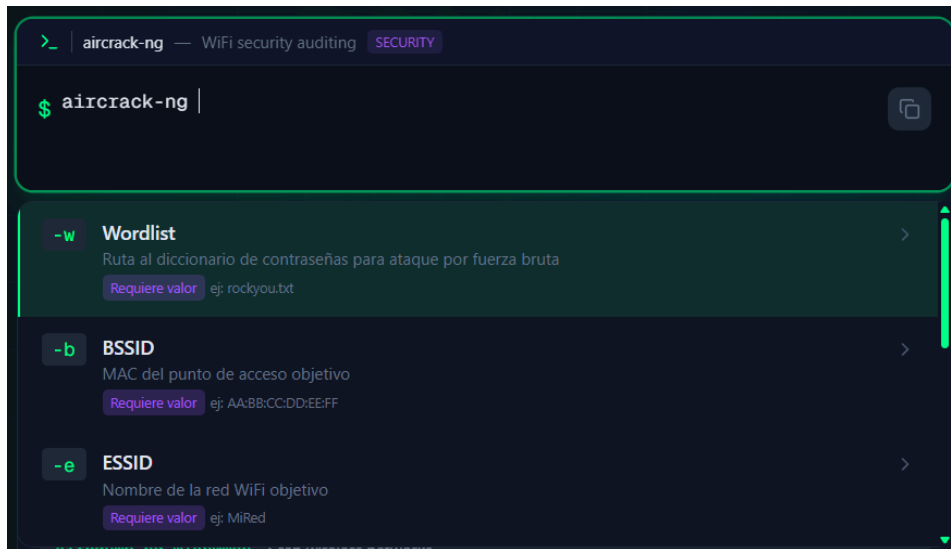 >_ aircrack-ng — WiFi security auditing SECURITY
$ aircrack-ng
-w Wordlist
Ruta al diccionario de contraseñas para ataque por fuerza bruta
Requiere valor ej: rockyou.txt
-b BSSID
MAC del punto de acceso objetivo
Requiere valor ej: AA:BB:CC:DD:EE:FF
-e ESSID
Nombre de la red WiFi objetivo
Requiere valor ej: MiRed